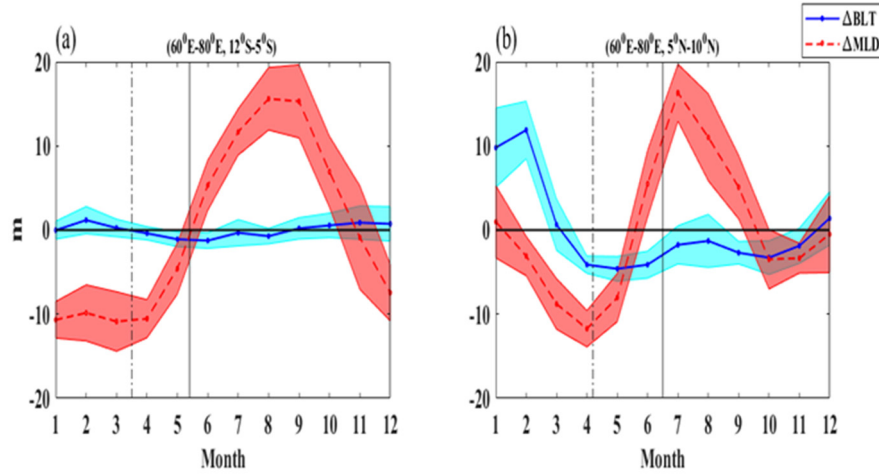 ΔBLT
ΔMLD
(a)
(60⁰E-80⁰E, 12⁰S-5⁰S)
(b)
(60⁰E-80⁰E, 5⁰N-10⁰N)
20
10
0
-10
-20
m
1 2 3 4 5 6 7 8 9 10 11 12
Month
20
10
0
-10
-20
1 2 3 4 5 6 7 8 9 10 11 12
Month